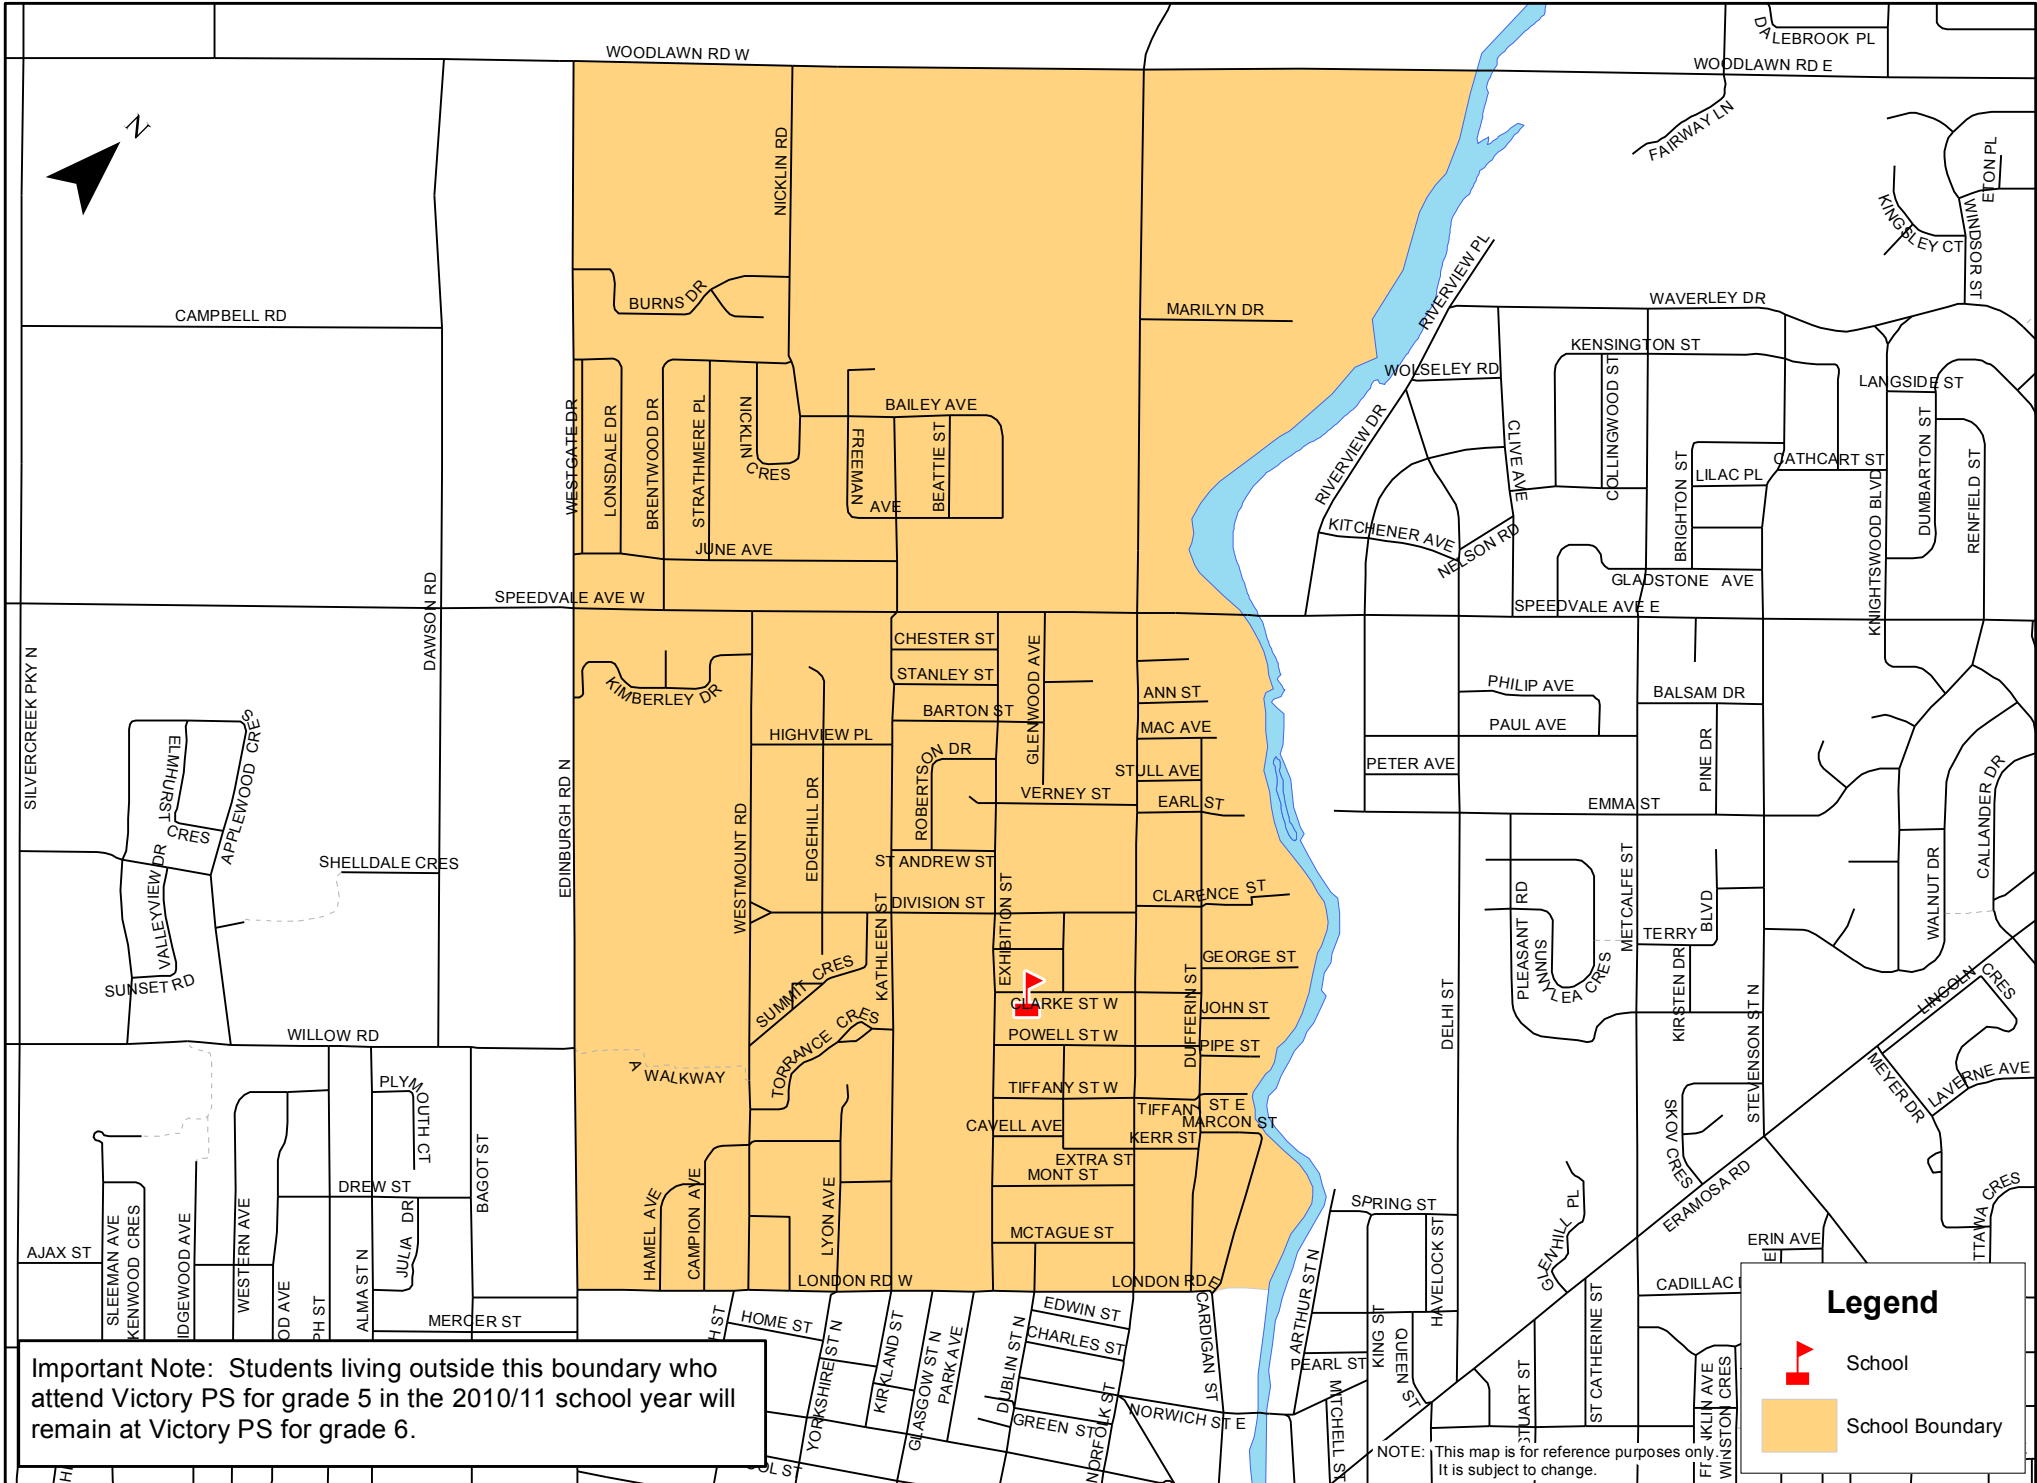 WOODLAWN RD W
DALEBROOK PL
WOODLAWN RD E
N
FAIRWAY LN
NICKLIN RD
ETON PL
KINGSLEY CT
WINDSOR ST
RIVERVIEW PL
BURNS DR
CAMPBELL RD
MARILYN DR
WAVERLEY DR
KENSINGTON ST
WOLSELEY RD
COLLINGWOOD ST
LANGSIDE ST
WESTGATE DR
LONSDALE DR
BRENTWOOD DR
STRATHMERE PL
NICKLIN
CRES
FREEMAN
AVE
BAILEY AVE
BEATTIE ST
RIVERVIEW DR
CLIVE AVE
BRIGHTON ST
LILAC PL
CATHCART ST
KNIGHTSWOOD BLVD
DUMBARTON ST
RENFIELD ST
JUNE AVE
KITCHENER AVE
NELSON RD
GLADSTONE AVE
DAWSON RD
SPEEDVALE AVE W
SPEEDVALE AVE E
SILVERCREEK PKY N
CHESTER ST
STANLEY ST
KIMBERLEY DR
GLENWOOD AVE
ANN ST
PHILIP AVE
BALSAM DR
BARTON ST
MAC AVE
PAUL AVE
HIGHVIEW PL
ROBERTSON DR
PINE DR
ELMHURST
CRES
APPLEWOOD CRES
EDINBURGH RD N
WESTMOUNT RD
EDGEHILL DR
STULL AVE
PETER AVE
VERNEY ST
EARL ST
EMMA ST
CALLANDER DR
SHELLDALE CRES
VALLEYVIEW DR
ST ANDREW ST
DIVISION ST
KATHLEEN ST
EXHIBITION ST
CLARENCE ST
PLEASANT RD
SUNNYLEA CRES
METCALFE ST
TERRY
BLVD
WALNUT DR
SUNSET RD
SUMMIT CRES
GEORGE ST
KIRSTEN DR
LINCOLN CRES
CLARKE ST W
DUFFERIN ST
JOHN ST
DELHI ST
STEVENSON ST N
WILLOW RD
TORRANCE CRES
POWELL ST W
PIPE ST
A WALKWAY
MEYER DR
LAVERNE AVE
PLYMOUTH CT
TIFFANY ST W
TIFFANY ST E
MARCON ST
CAVELL AVE
KERR ST
SKOV CRES
EXTRA ST
MONT ST
BAGOT ST
DREW ST
HAMEL AVE
CAMPION AVE
LYON AVE
SPRING ST
GLENHILL PL
ERAMOSA RD
MCTAGUE ST
AJAX ST
SLEEMAN AVE
KENWOOD CRES
IDGEWOOD AVE
WESTERN AVE
OD AVE
PH ST
ALMA ST N
JULIA DR
LONDON RD W
LONDON RD E
ARTHUR ST N
HAVELOCK ST
ERIN AVE
TTAWA CRES
CADILLAC
MERCER ST
H ST
HOME ST
YORKSHIRE ST N
KIRKLAND ST
GLASGOW ST N
PARK AVE
DUBLIN ST N
EDWIN ST
CHARLES ST
GREEN ST
NORFOLK ST
NORWICH ST E
CARDIGAN ST
PEARL ST
KING ST
QUEEN ST
MITCHELL ST
TUART ST
ST CATHERINE ST
NKLIN AVE
WINSTON CRES
OL ST
Important Note: Students living outside this boundary who
attend Victory PS for grade 5 in the 2010/11 school year will
remain at Victory PS for grade 6.
NOTE: This map is for reference purposes only.
It is subject to change.
Legend
School
School Boundary